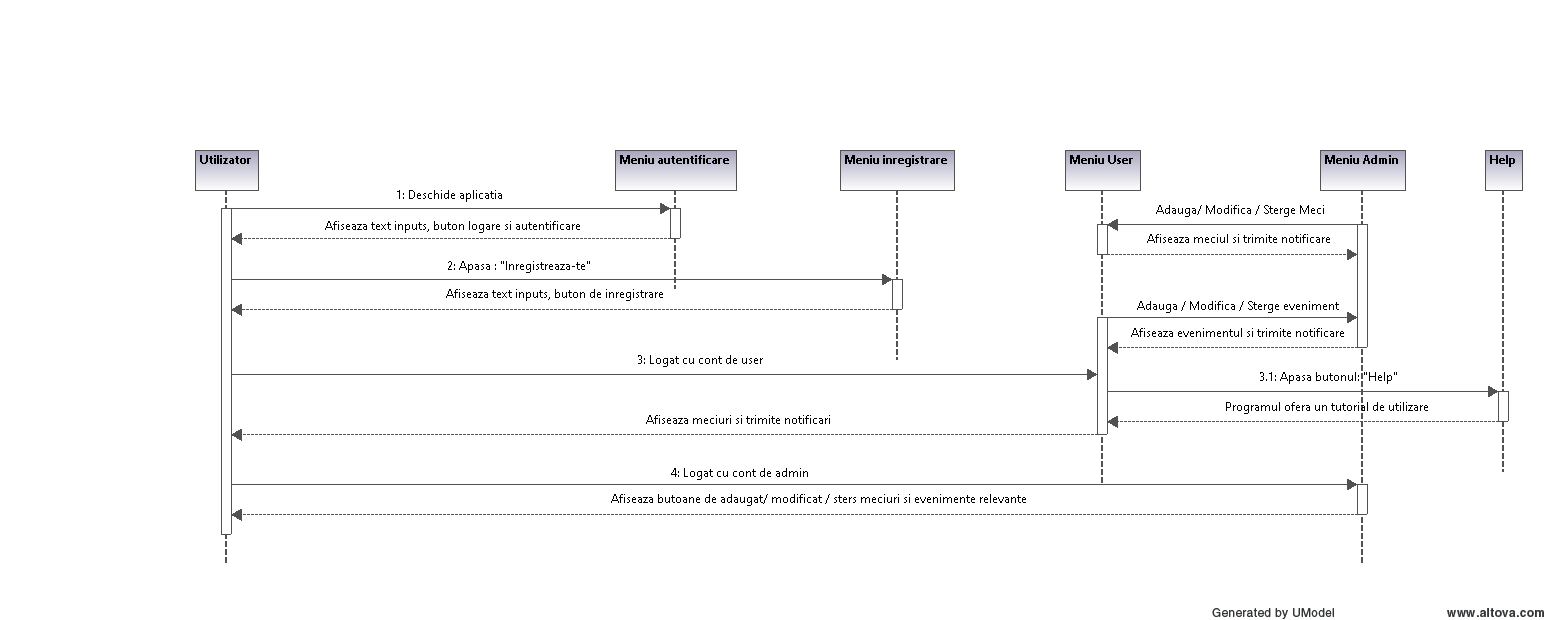 Utilizator
Meniu autentificare
Meniu inregistrare
Meniu User
Meniu Admin
Help
1: Deschide aplicatia
Adauga/ Modifica / Sterge Meci
Afiseaza text inputs, buton logare si autentificare
Afiseaza meciul si trimite notificare
2: Apasa : "Inregistreaza-te"
Afiseaza text inputs, buton de inregistrare
Adauga / Modifica / Sterge eveniment
Afiseaza evenimentul si trimite notificare
3: Logat cu cont de user
3.1: Apasa butonul: "Help"
Programul ofera un tutorial de utilizare
Afiseaza meciuri si trimite notificari
4: Logat cu cont de admin
Afiseaza butoane de adaugat/ modificat / sters meciuri si evenimente relevante
Generated by UModel
www.altova.com